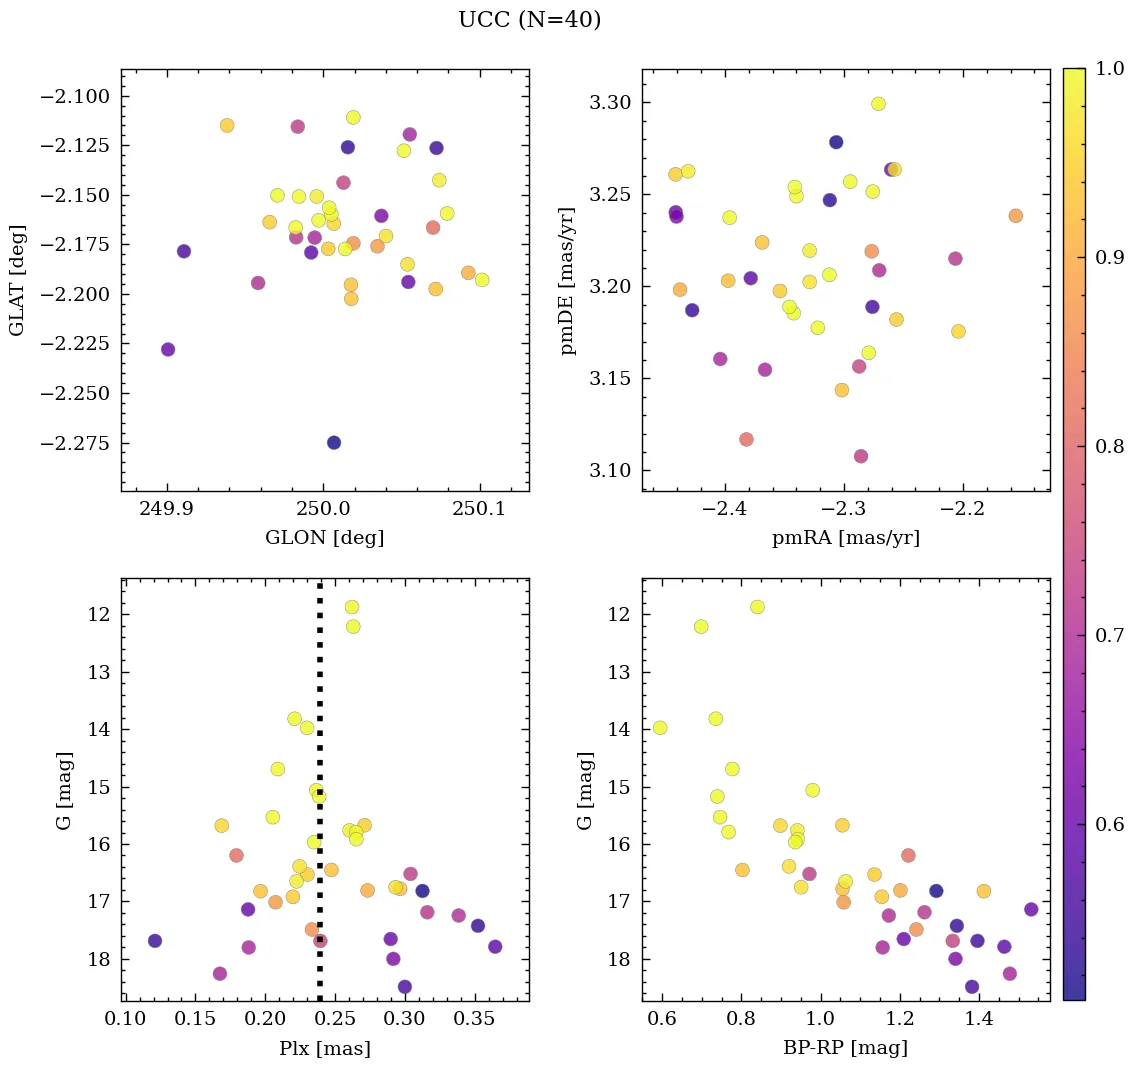 UCC (N=40)
−2.100
−2.125
−2.150
−2.175
−2.200
−2.225
−2.250
−2.275
GLAT [deg]
249.9 250.0 250.1
GLON [deg]
3.30
3.25
3.20
3.15
3.10
pmDE [mas/yr]
−2.4 −2.3 −2.2
pmRA [mas/yr]
12
13
14
15
16
17
18
G [mag]
0.10 0.15 0.20 0.25 0.30 0.35
Plx [mas]
12
13
14
15
16
17
18
G [mag]
0.6 0.8 1.0 1.2 1.4
BP-RP [mag]
1.0
0.9
0.8
0.7
0.6